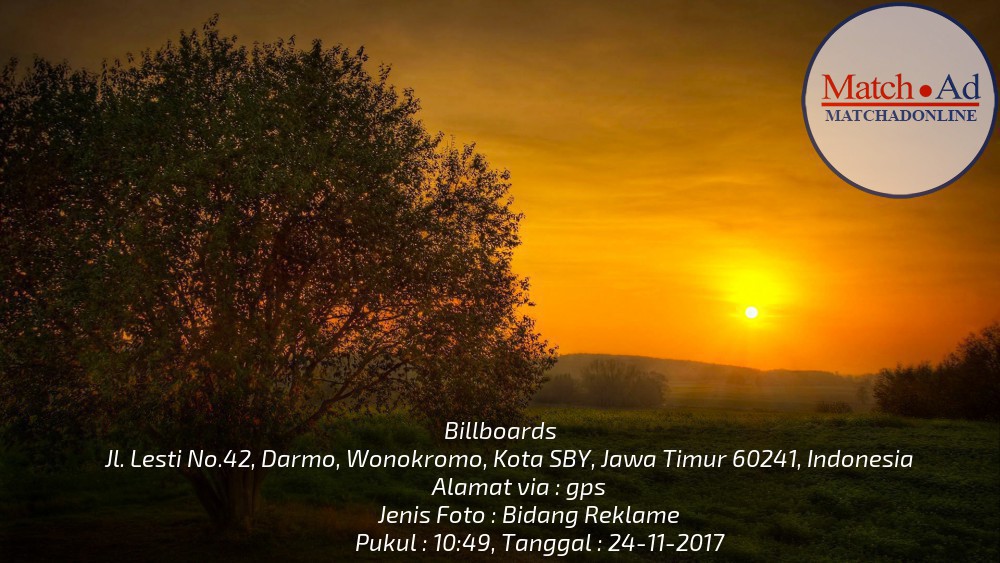 Match●Ad
MATCHADONLINE
Billboards
Jl. Lesti No.42, Darmo, Wonokromo, Kota SBY, Jawa Timur 60241, Indonesia
Alamat via : gps
Jenis Foto : Bidang Reklame
Pukul : 10:49, Tanggal : 24-11-2017